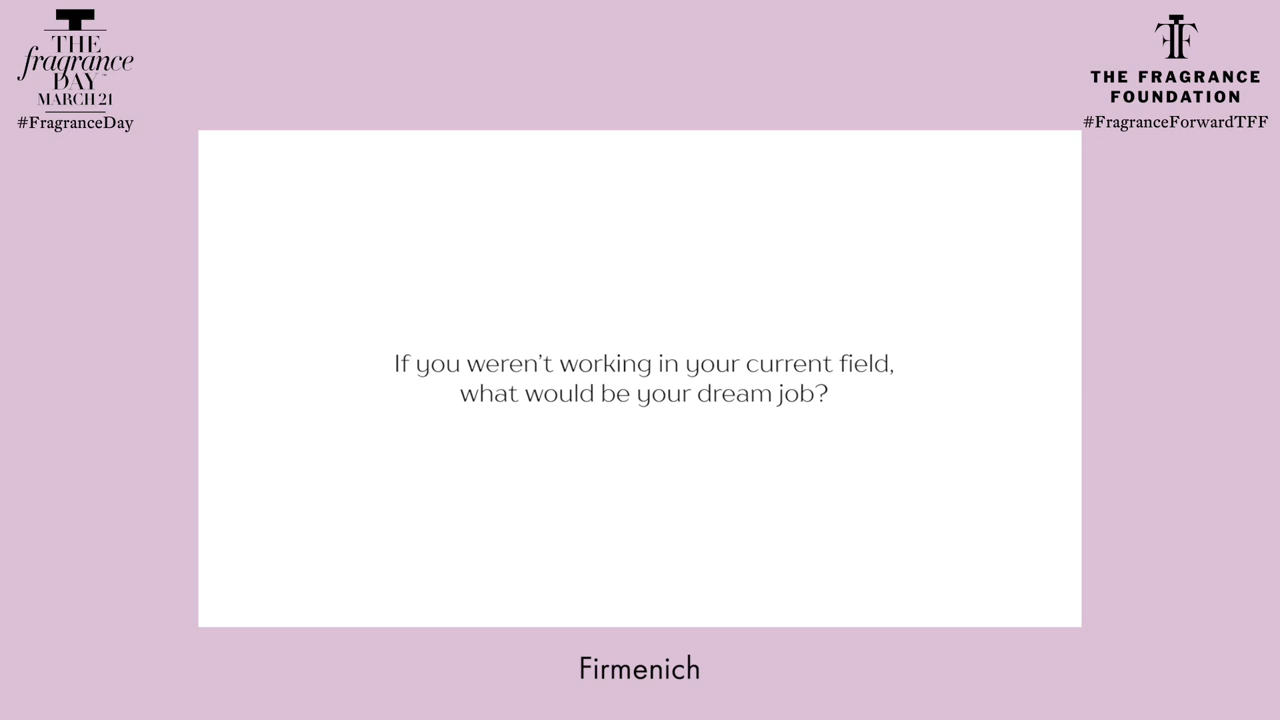 THE
fragrance
DAY™
MARCH 21
#FragranceDay
THE FRAGRANCE
FOUNDATION
#FragranceForwardTFF
If you weren’t working in your current field,
what would be your dream job?
Firmenich